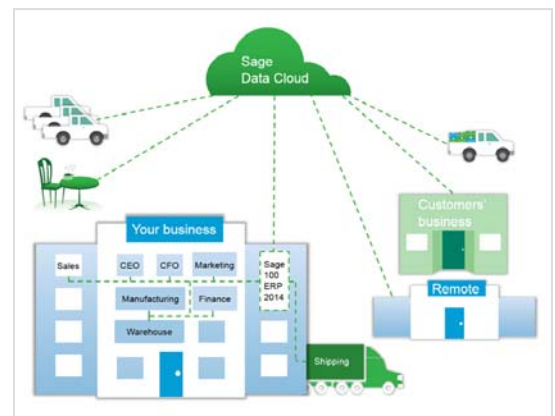 Sage
Data Cloud
Your business
Customers'
business
Sales
CEO
CFO
Marketing
Sage
100
ERP
2014
Manufacturing
Finance
Warehouse
Remote
Shipping